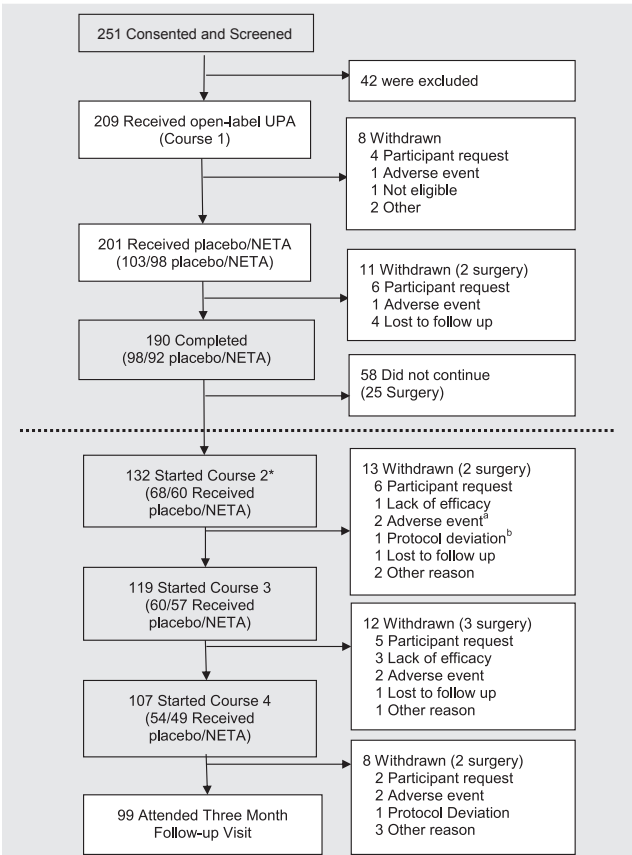 251 Consented and Screened
42 were excluded
209 Received open-label UPA
(Course 1)
8 Withdrawn
4 Participant request
1 Adverse event
1 Not eligible
2 Other
201 Received placebo/NETA
(103/98 placebo/NETA)
11 Withdrawn (2 surgery)
6 Participant request
1 Adverse event
4 Lost to follow up
190 Completed
(98/92 placebo/NETA)
58 Did not continue
(25 Surgery)
132 Started Course 2*
(68/60 Received
placebo/NETA)
13 Withdrawn (2 surgery)
6 Participant request
1 Lack of efficacy
2 Adverse eventa
1 Protocol deviationb
1 Lost to follow up
2 Other reason
119 Started Course 3
(60/57 Received
placebo/NETA)
12 Withdrawn (3 surgery)
5 Participant request
3 Lack of efficacy
2 Adverse event
1 Lost to follow up
1 Other reason
107 Started Course 4
(54/49 Received
placebo/NETA)
8 Withdrawn (2 surgery)
2 Participant request
2 Adverse event
1 Protocol Deviation
3 Other reason
99 Attended Three Month
Follow-up Visit